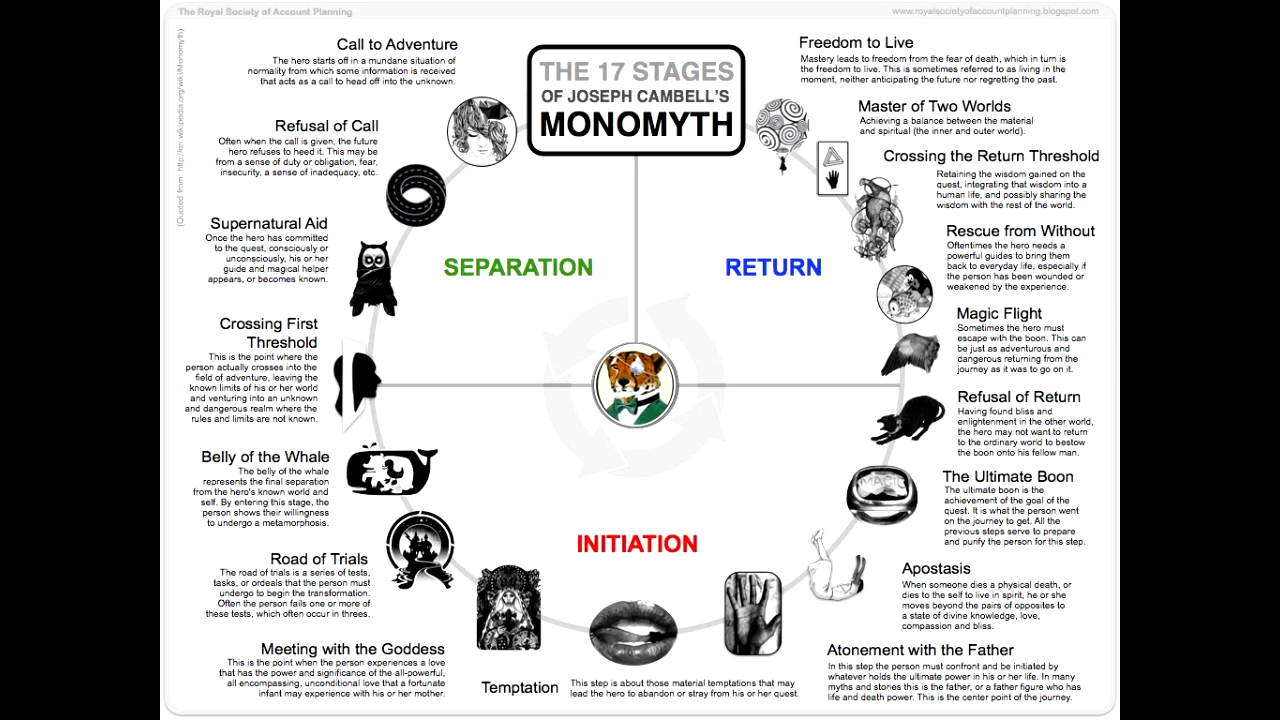 The Royal Society of Account Planning
www.royalsocietyofaccountplanning.blogspot.com
(Quoted from : http://en.wikipedia.org/wiki/Monomyth)
THE 17 STAGES
OF JOSEPH CAMBELL'S
MONOMYTH
Call to Adventure
The hero starts off in a mundane situation of
normality from which some information is received
that acts as a call to head off into the unknown.
Refusal of Call
Often when the call is given, the future
hero refuses to heed it. This may be
from a sense of duty or obligation, fear,
insecurity, a sense of inadequacy, etc.
Supernatural Aid
Once the hero has committed
to the quest, consciously or
unconsciously, his or her
guide and magical helper
appears, or becomes known.
Crossing First
Threshold
This is the point where the
person actually crosses into the
field of adventure, leaving the
known limits of his or her world
and venturing into an unknown
and dangerous realm where the
rules and limits are not known.
Belly of the Whale
The belly of the whale
represents the final separation
from the hero's known world and
self. By entering this stage, the
person shows their willingness
to undergo a metamorphosis.
Road of Trials
The road of trials is a series of tests,
tasks, or ordeals that the person must
undergo to begin the transformation.
Often the person fails one or more of
these tests, which often occur in threes.
Meeting with the Goddess
This is the point when the person experiences a love
that has the power and significance of the all-powerful,
all encompassing, unconditional love that a fortunate
infant may experience with his or her mother.
Temptation
This step is about those material temptations that may
lead the hero to abandon or stray from his or her quest.
Atonement with the Father
In this step the person must confront and be initiated by
whatever holds the ultimate power in his or her life. In many
myths and stories this is the father, or a father figure who has
life and death power. This is the center point of the journey.
Apostasis
When someone dies a physical death, or
dies to the self to live in spirit, he or she
moves beyond the pairs of opposites to
a state of divine knowledge, love,
compassion and bliss.
The Ultimate Boon
The ultimate boon is the
achievement of the goal of the
quest. It is what the person went
on the journey to get. All the
previous steps serve to prepare
and purify the person for this step.
MAGIC
Refusal of Return
Having found bliss and
enlightenment in the other world,
the hero may not want to return
to the ordinary world to bestow
the boon onto his fellow man.
Magic Flight
Sometimes the hero must
escape with the boon. This can
be just as adventurous and
dangerous returning from the
journey as it was to go on it.
Rescue from Without
Oftentimes the hero needs a
powerful guides to bring them
back to everyday life, especially if
the person has been wounded or
weakened by the experience.
Crossing the Return Threshold
Retaining the wisdom gained on the
quest, integrating that wisdom into a
human life, and possibly sharing the
wisdom with the rest of the world.
Master of Two Worlds
Achieving a balance between the material
and spiritual (the inner and outer world).
Freedom to Live
Mastery leads to freedom from the fear of death, which in turn is
the freedom to live. This is sometimes referred to as living in the
moment, neither anticipating the future nor regretting the past.
SEPARATION
RETURN
INITIATION